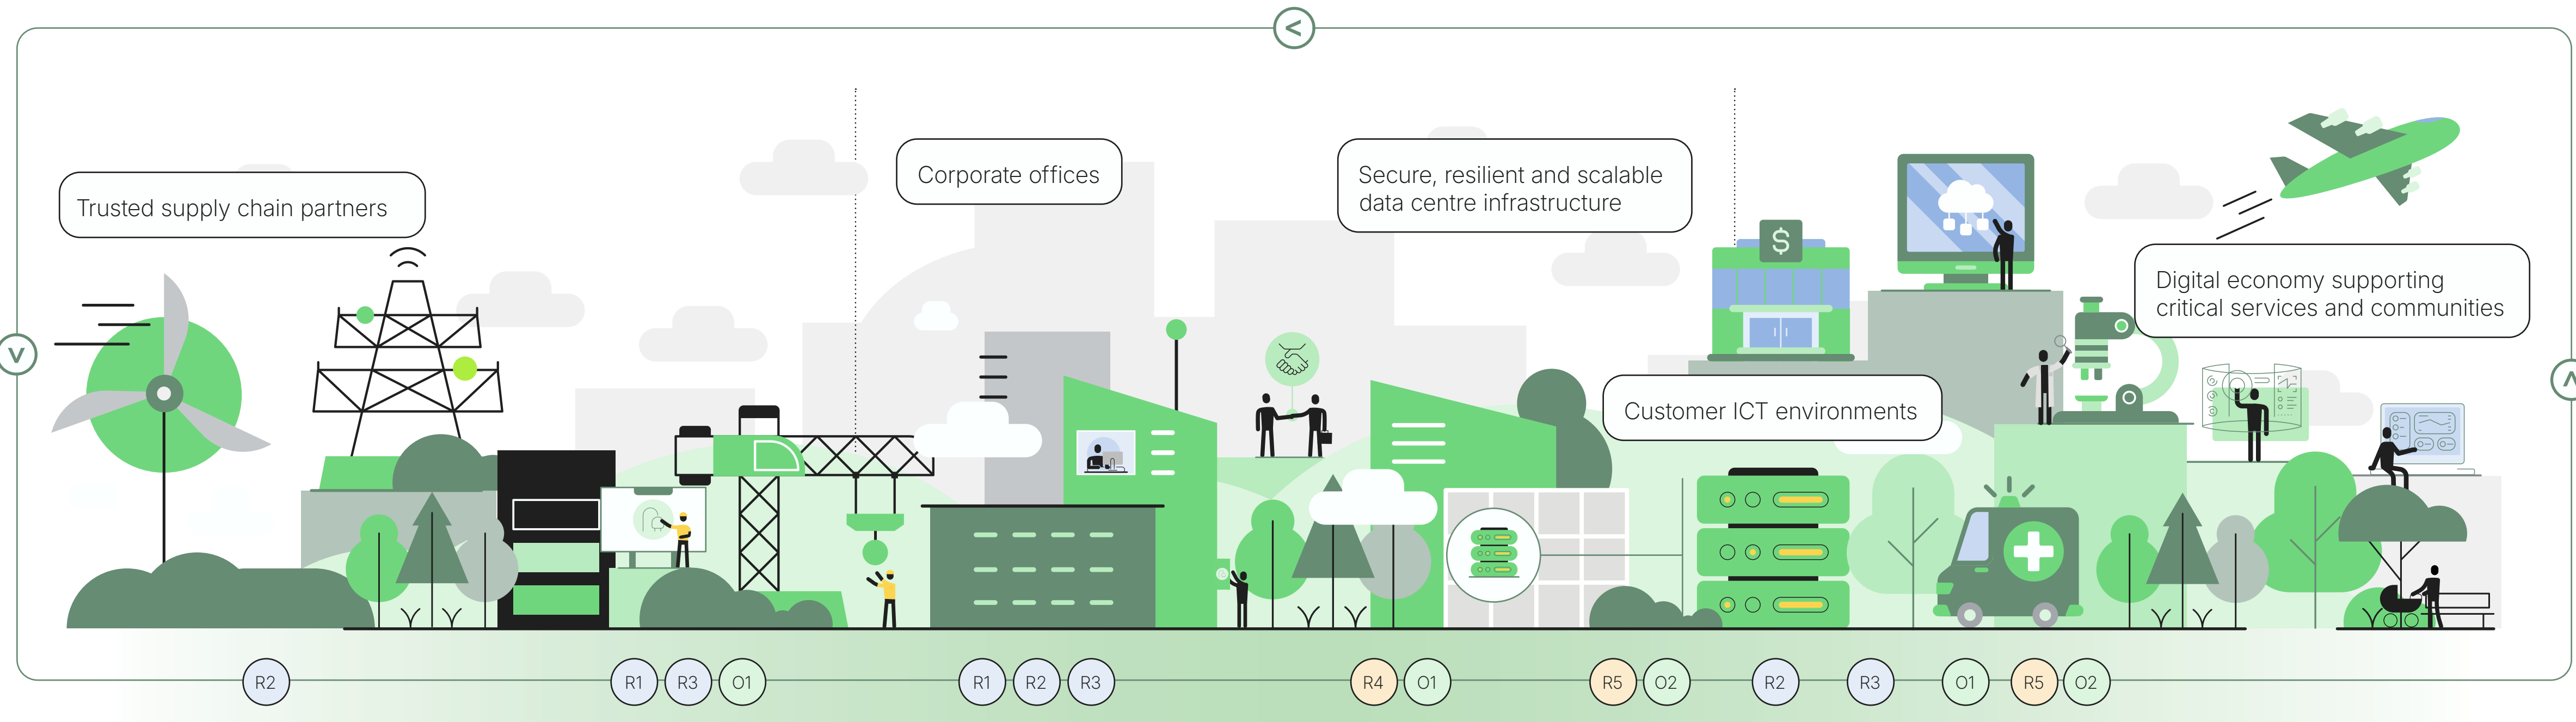 Trusted supply chain partners
Corporate offices
Secure, resilient and scalable
data centre infrastructure
$
Digital economy supporting
critical services and communities
Customer ICT environments
R2
R1
R3
O1
R1
R2
R3
R4
O1
R5
O2
R2
R3
O1
R5
O2